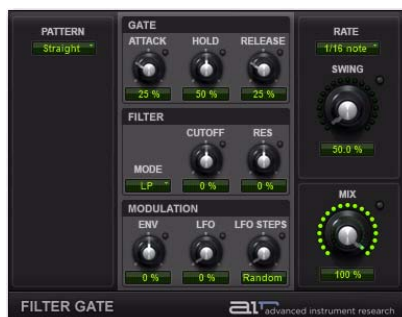 PATTERN
Straight
GATE
ATTACK HOLD RELEASE
25 % 50 % 25 %
FILTER
CUTOFF RES
MODE
LP 0 % 0 %
MODULATION
ENV LFO LFO STEPS
0 % 0 % Random
RATE
1/16 note
SWING
50.0 %
MIX
100 %
FILTER GATE
AIR advanced instrument research